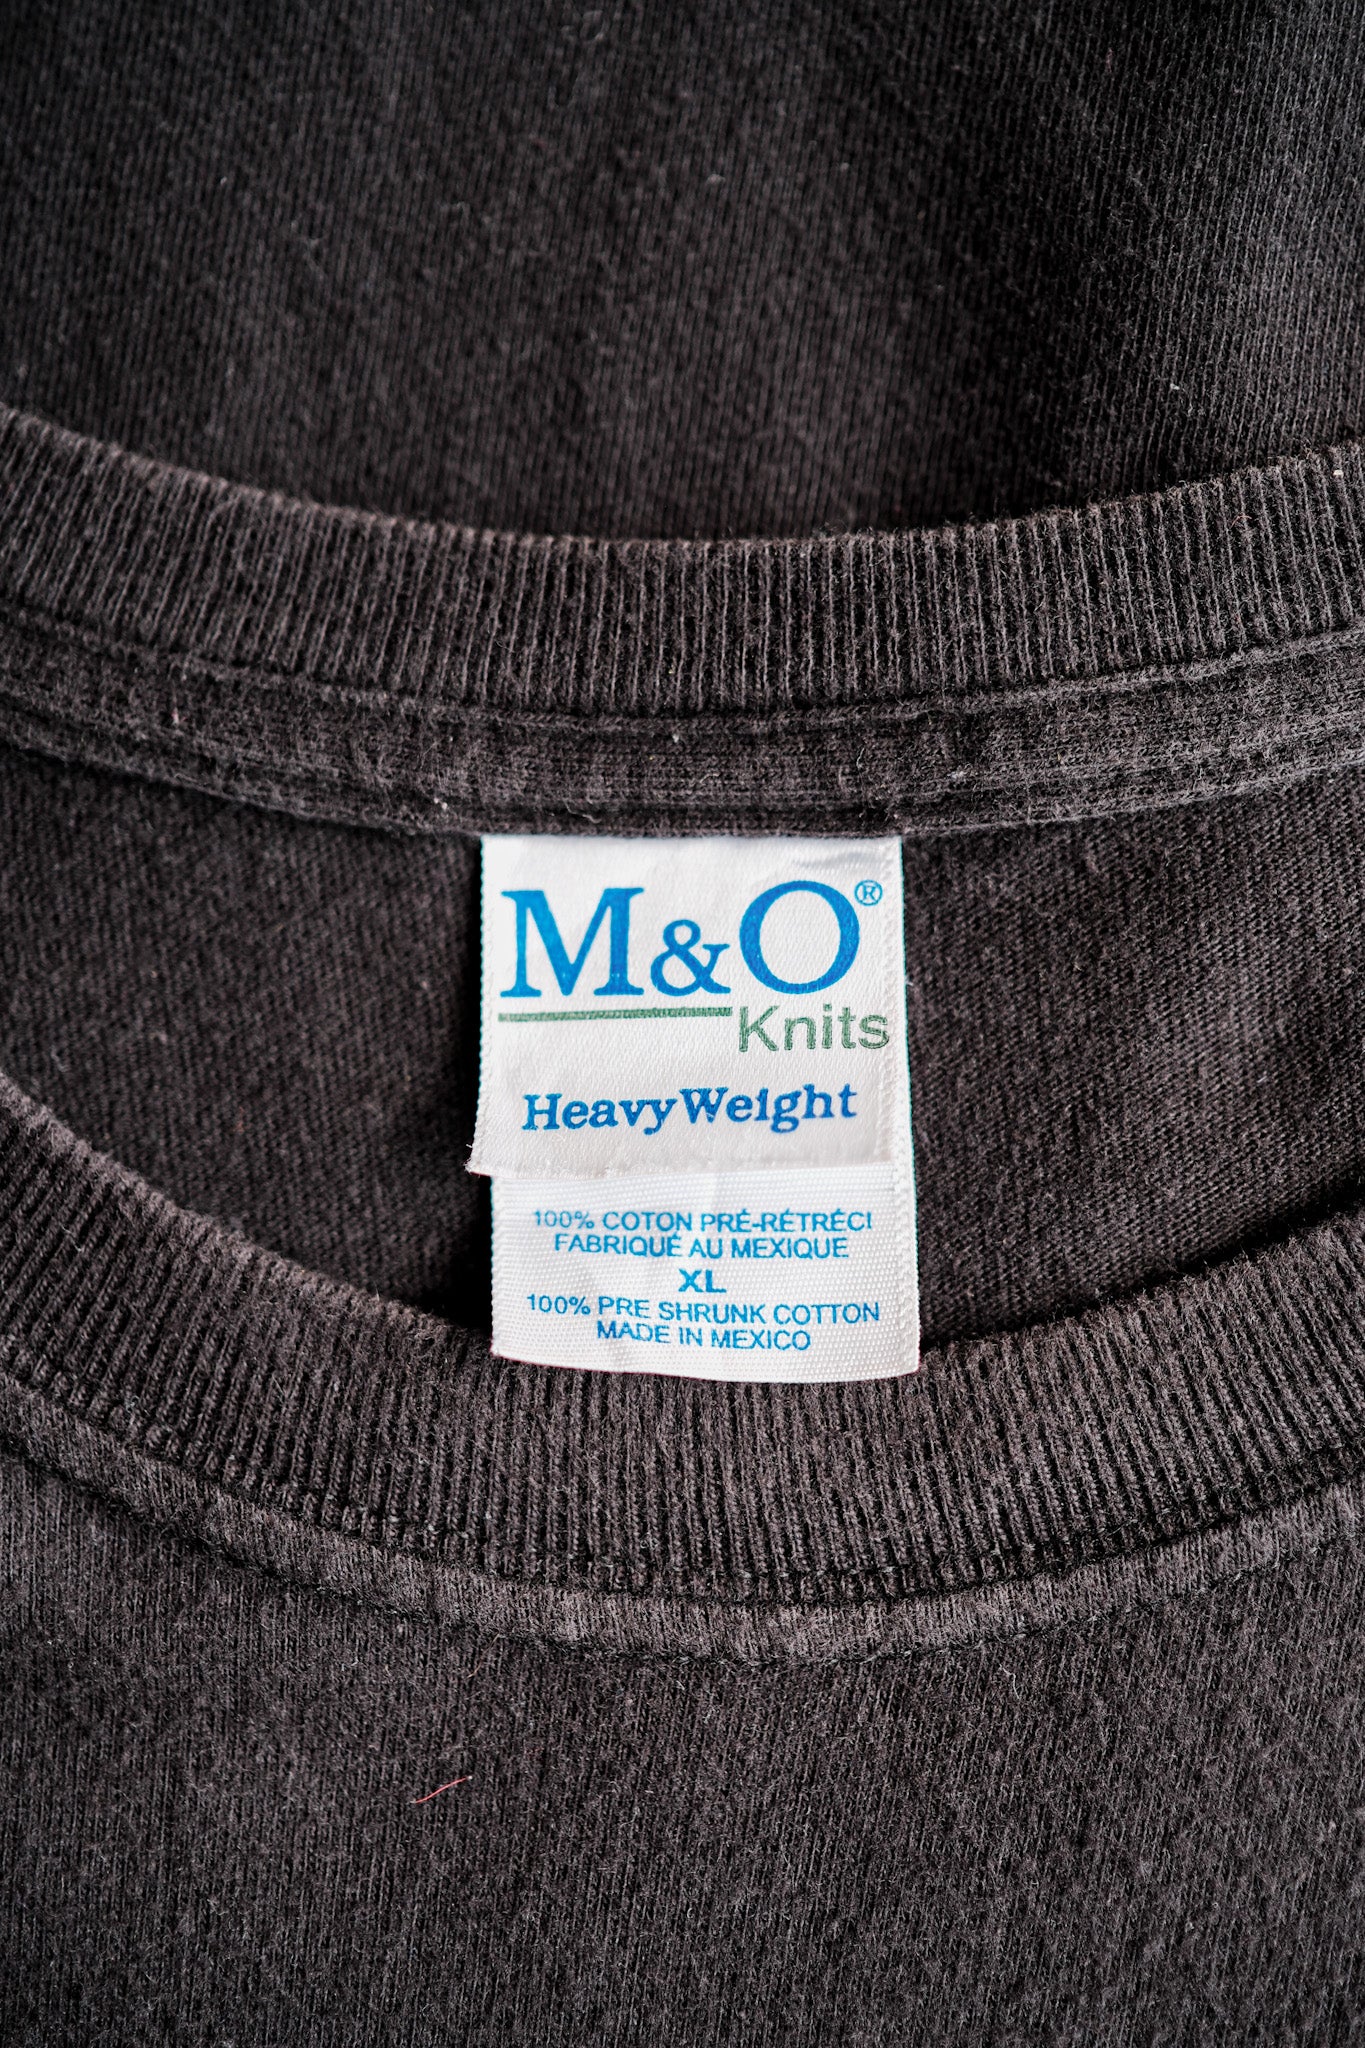 M&O®
Knits
HeavyWeight
100% COTON PRÉ-RÉTRÉCI
FABRIQUÉ AU MEXIQUE
XL
100% PRE SHRUNK COTTON
MADE IN MEXICO